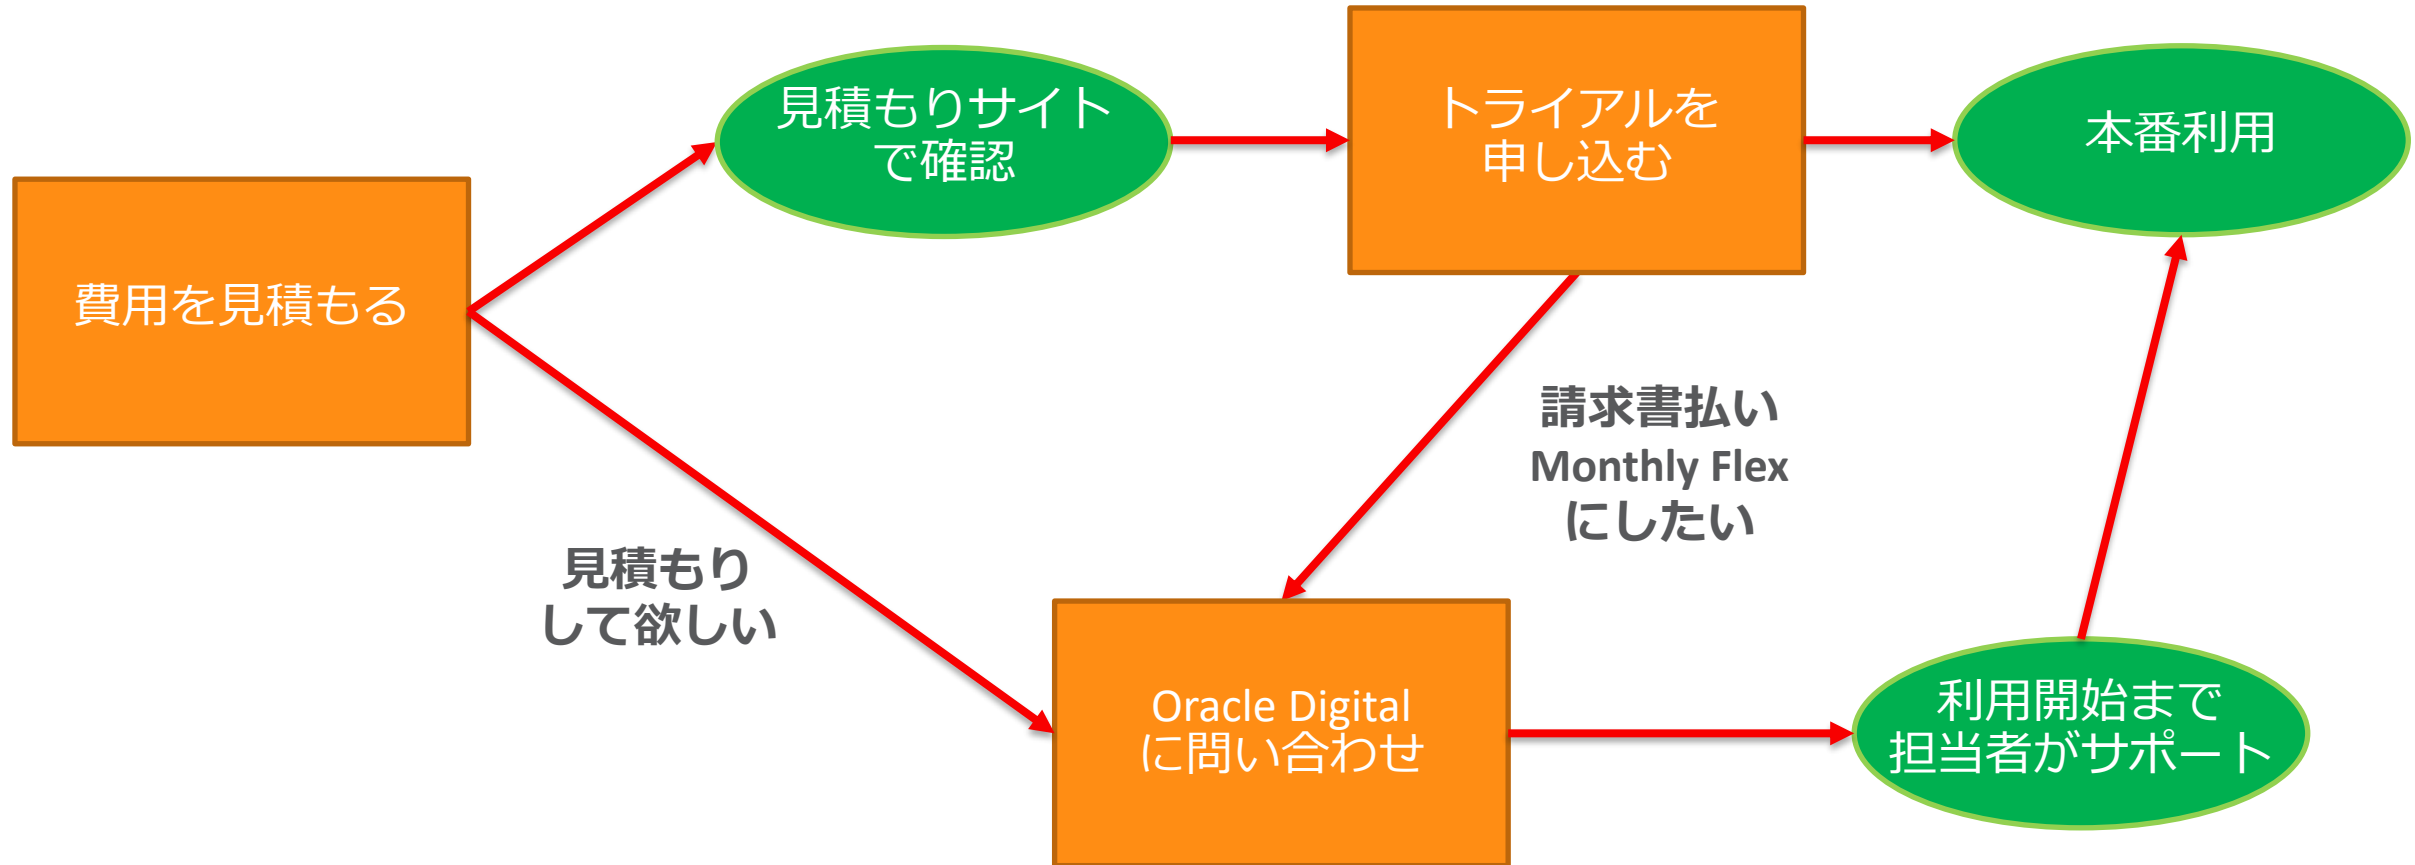 見積もりサイト
で確認
トライアルを
申し込む
本番利用
費用を見積もる
請求書払い
Monthly Flex
にしたい
見積もり
して欲しい
Oracle Digital
に問い合わせ
利用開始まで
担当者がサポート